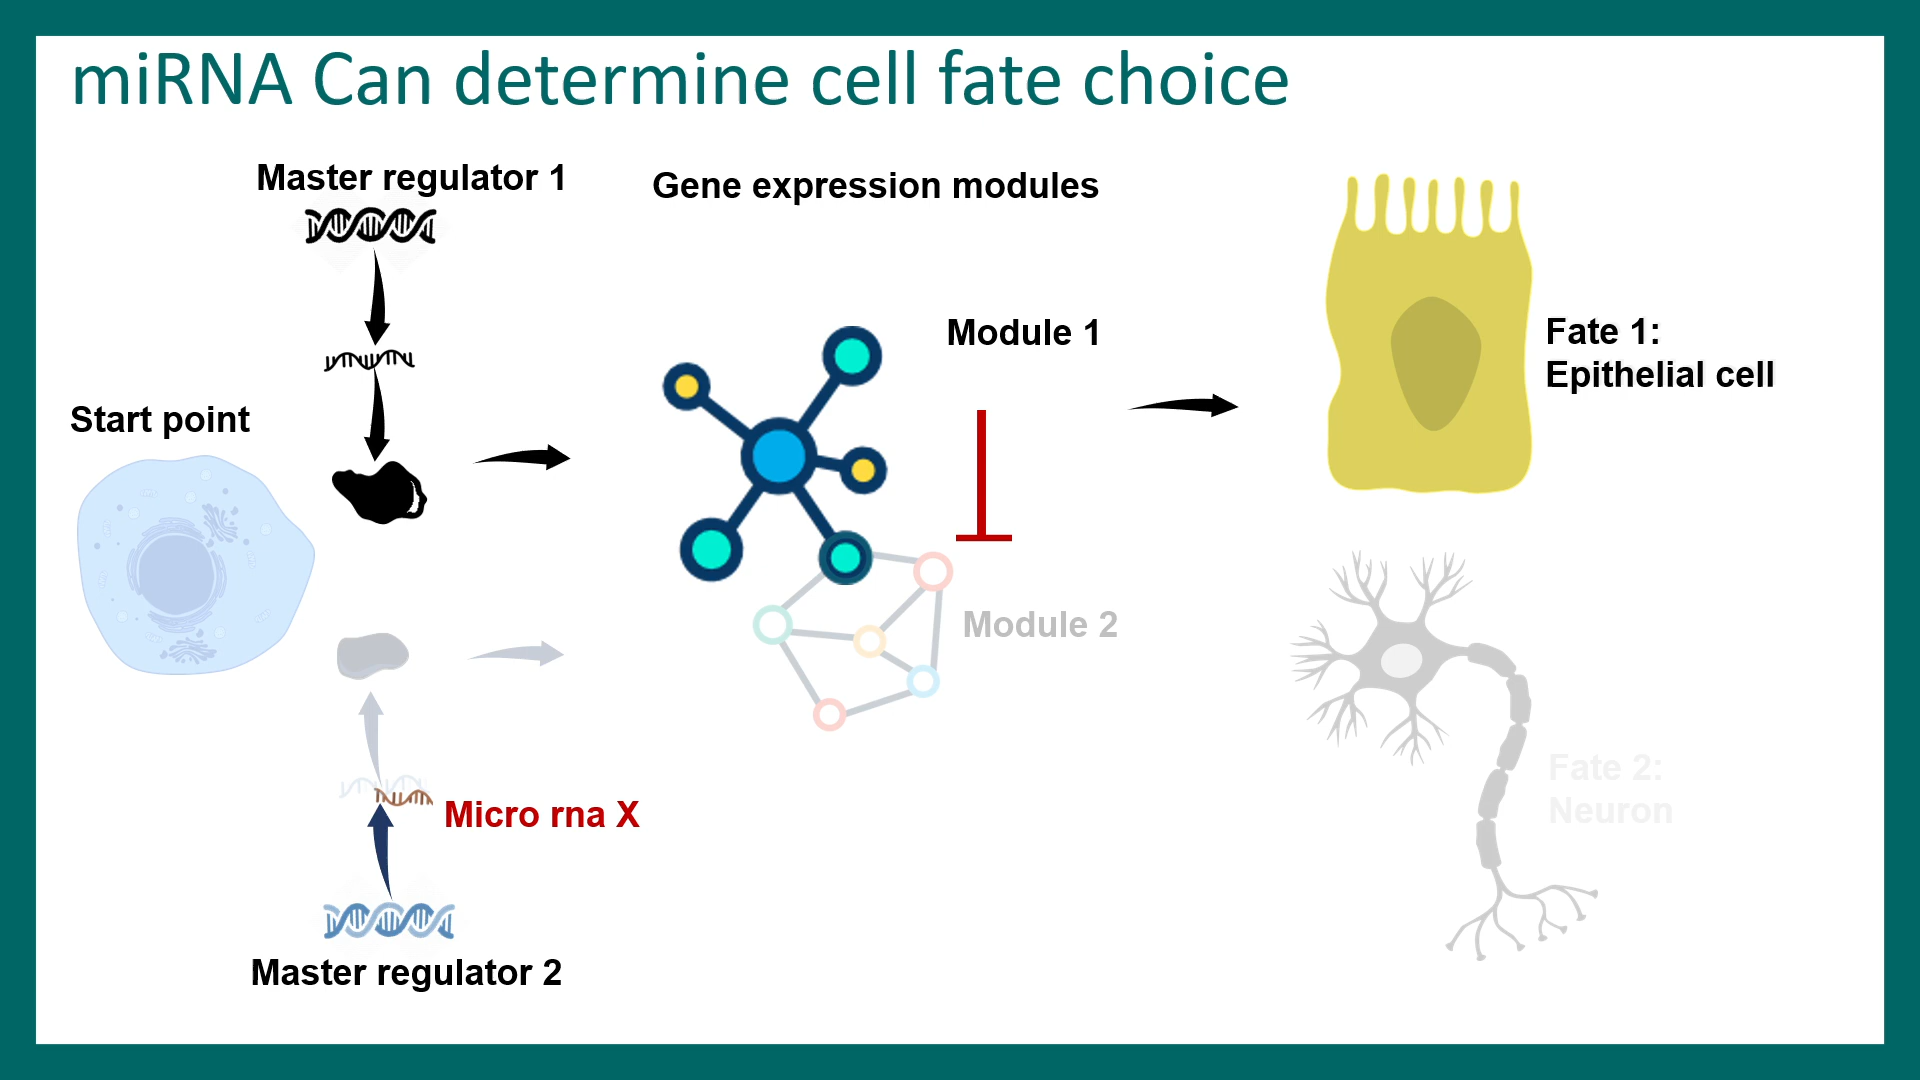 miRNA Can determine cell fate choice
Master regulator 1
Gene expression modules
Module 1
Fate 1:
Epithelial cell
Start point
Module 2
Fate 2:
Neuron
Micro rna X
Master regulator 2